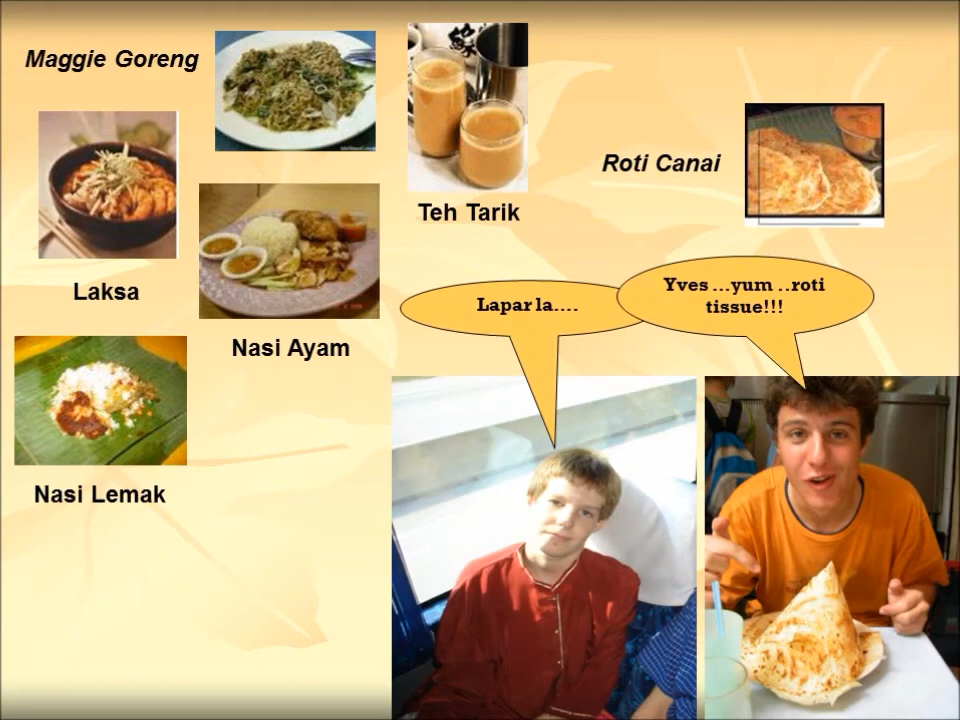 Maggie Goreng
Teh Tarik
Roti Canai
Laksa
Nasi Ayam
Nasi Lemak
Lapar la....
Yves ...yum ..roti
tissue!!!